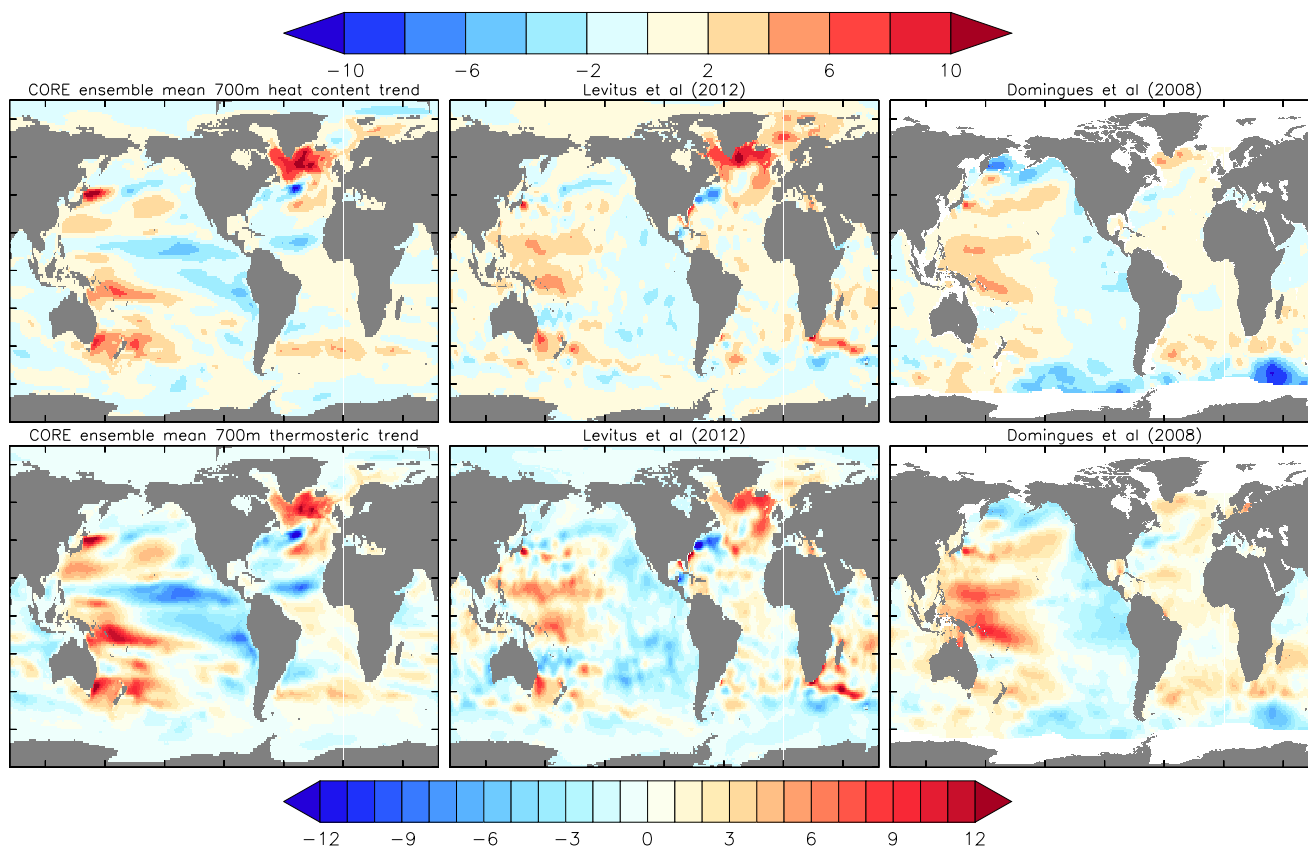 −10 −6 −2 2 6 10
CORE ensemble mean 700m heat content trend Levitus et al (2012) Domingues et al (2008)
CORE ensemble mean 700m thermosteric trend Levitus et al (2012) Domingues et al (2008)
−12 −9 −6 −3 0 3 6 9 12